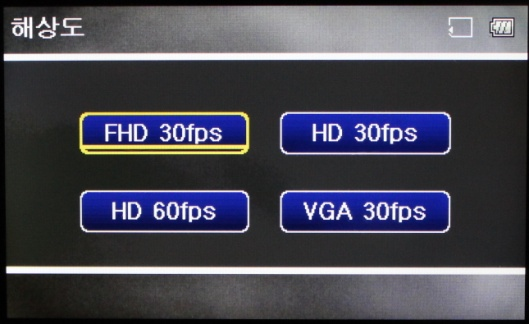 해상도
FHD 30fps
HD 30fps
HD 60fps
VGA 30fps